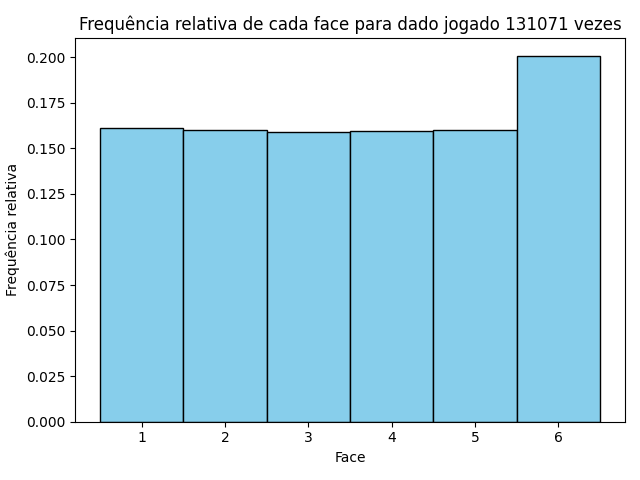 Frequência relativa de cada face para dado jogado 131071 vezes
0.200
0.175
0.150
0.125
0.100
0.075
0.050
0.025
0.000
Frequência relativa
1 2 3 4 5 6
Face